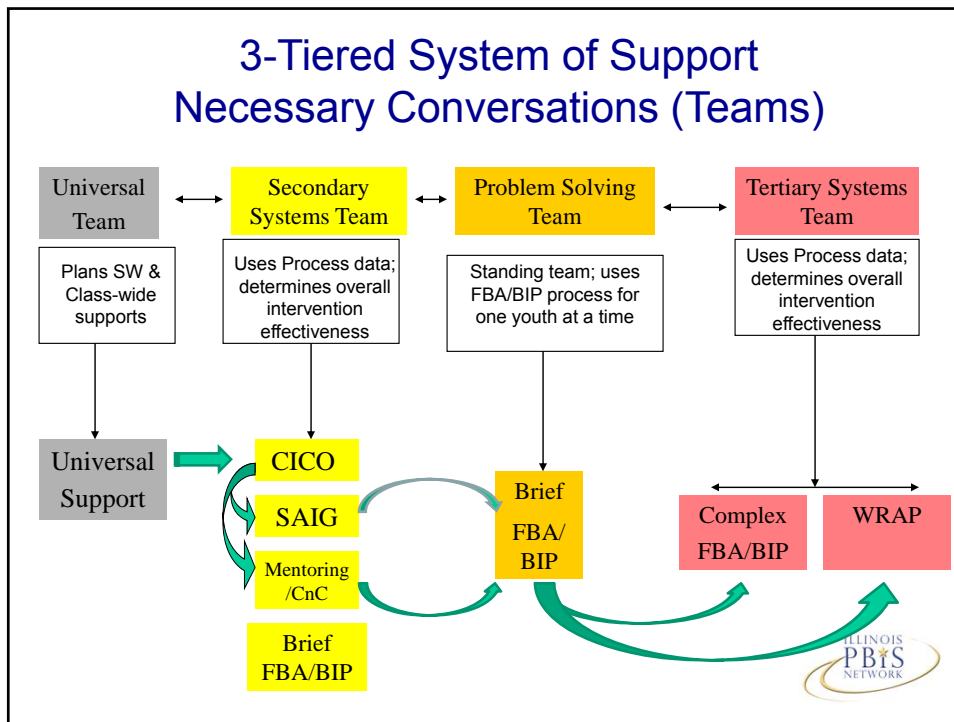 3-Tiered System of Support
Necessary Conversations (Teams)
Universal
Team
Secondary
Systems Team
Problem Solving
Team
Tertiary Systems
Team
Plans SW &
Class-wide
supports
Uses Process data;
determines overall
intervention
effectiveness
Standing team; uses
FBA/BIP process for
one youth at a time
Uses Process data;
determines overall
intervention
effectiveness
Universal
Support
CICO
SAIG
Mentoring
/CnC
Brief
FBA/BIP
Brief
FBA/
BIP
Complex
FBA/BIP
WRAP
ILLINOIS
PBIS
NETWORK